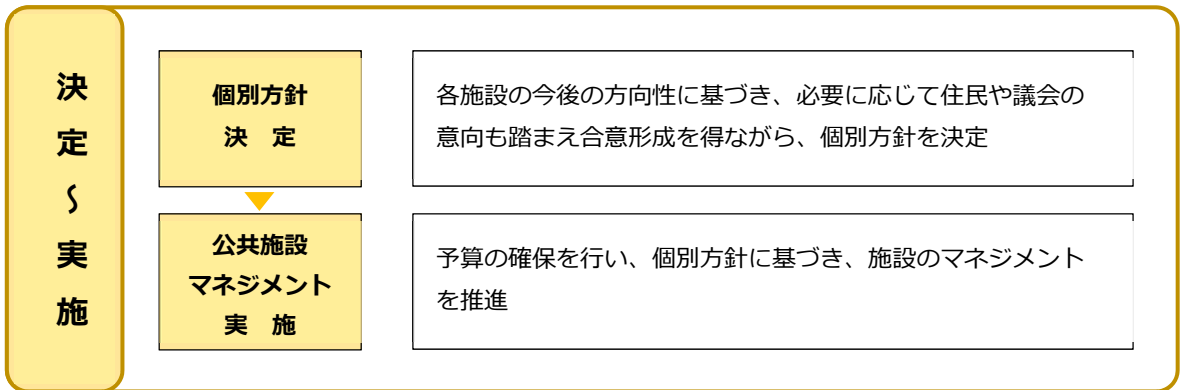 決定～実施
個別方針
決　定
各施設の今後の方向性に基づき、必要に応じて住民や議会の
意向も踏まえ合意形成を得ながら、個別方針を決定
公共施設
マネジメント
実　施
予算の確保を行い、個別方針に基づき、施設のマネジメント
を推進